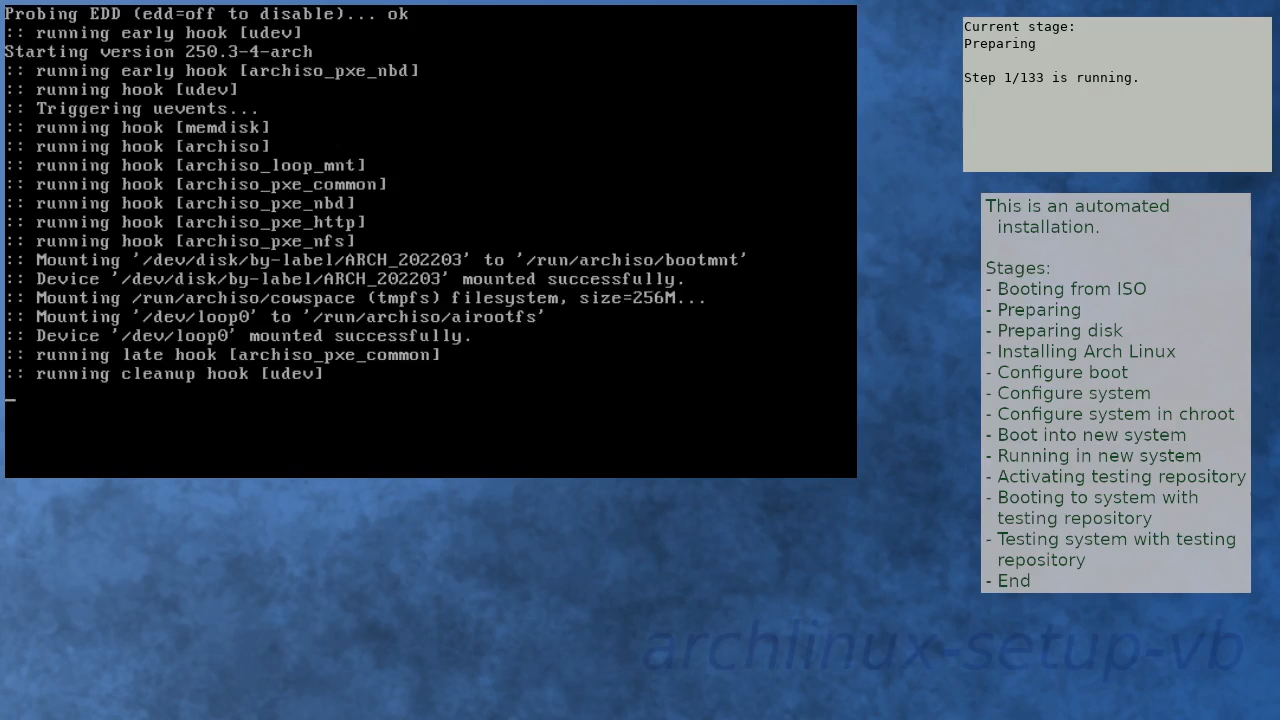 Probing EDD (edd=off to disable)... ok
:: running early hook [udev]
Starting version 250.3-4-arch
:: running early hook [archiso_pxe_nbd]
:: running hook [udev]
:: Triggering uevents...
:: running hook [memdisk]
:: running hook [archiso]
:: running hook [archiso_loop_mnt]
:: running hook [archiso_pxe_common]
:: running hook [archiso_pxe_nbd]
:: running hook [archiso_pxe_http]
:: running hook [archiso_pxe_nfs]
:: Mounting '/dev/disk/by-label/ARCH_202203' to '/run/archiso/bootmnt'
:: Device '/dev/disk/by-label/ARCH_202203' mounted successfully.
:: Mounting /run/archiso/cowspace (tmpfs) filesystem, size=256M...
:: Mounting '/dev/loop0' to '/run/archiso/airootfs'
:: Device '/dev/loop0' mounted successfully.
:: running late hook [archiso_pxe_common]
:: running cleanup hook [udev]
Current stage:
Preparing
Step 1/133 is running.
This is an automated
installation.
Stages:
- Booting from ISO
- Preparing
- Preparing disk
- Installing Arch Linux
- Configure boot
- Configure system
- Configure system in chroot
- Boot into new system
- Running in new system
- Activating testing repository
- Booting to system with
testing repository
- Testing system with testing
repository
- End
archlinux-setup-vb